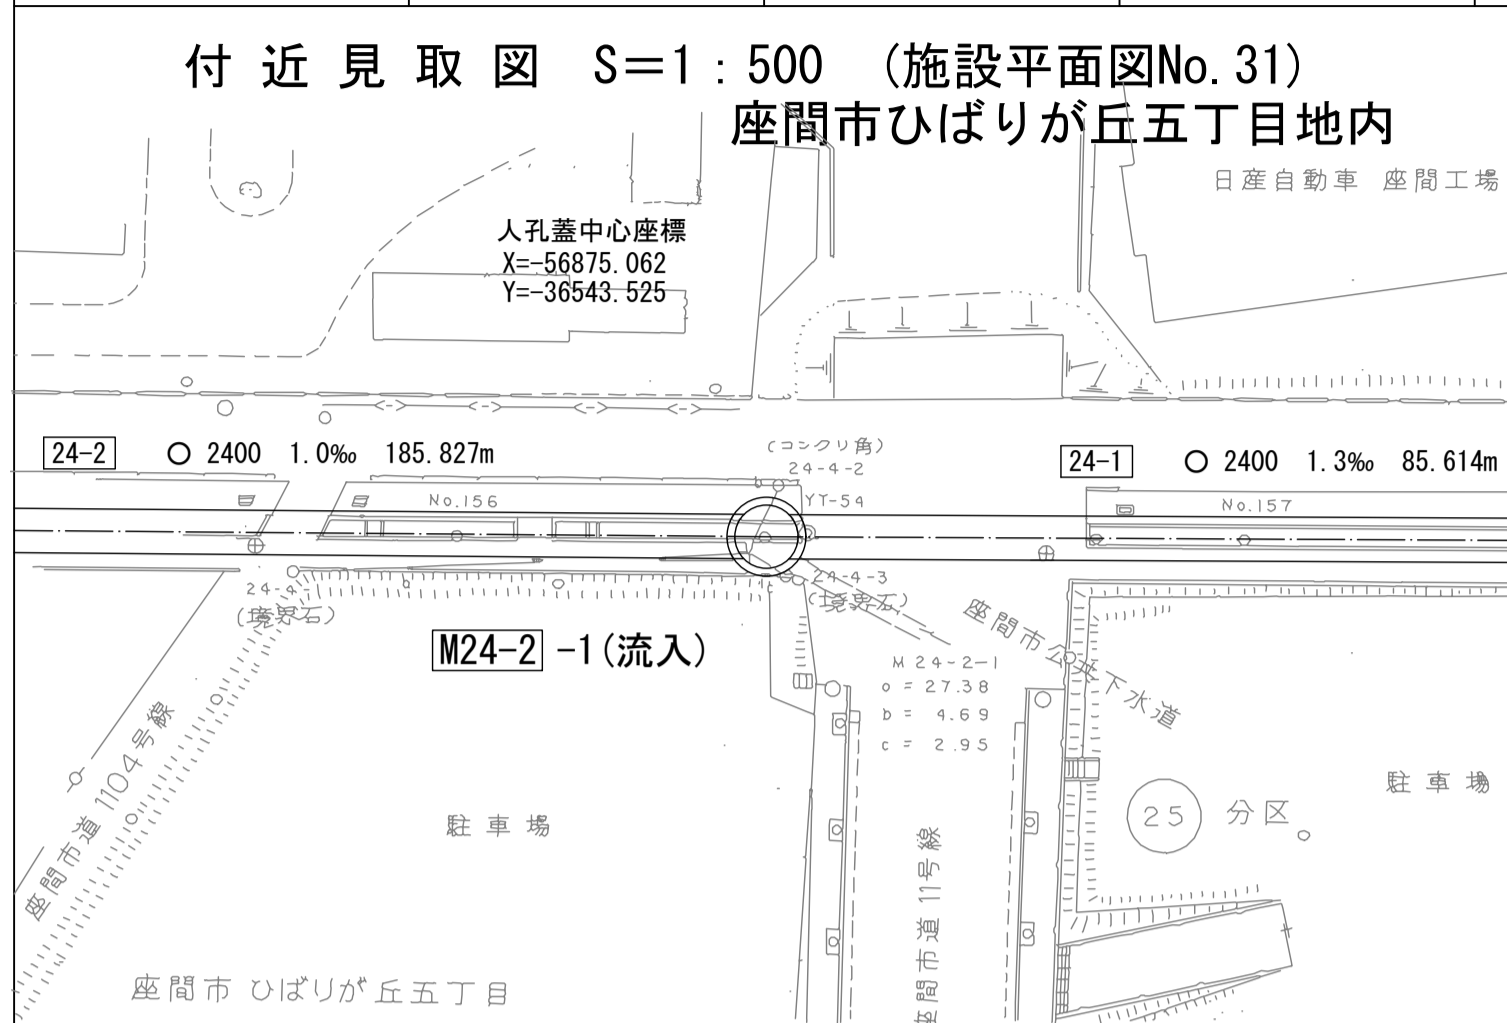 付近見取図 S=1:500 (施設平面図No.31)
座間市ひばりが丘五丁目地内
日産自動車 座間工場
人孔蓋中心座標
X=-56875.062
Y=-36543.525
24-2 ○ 2400 1.0‰ 185.827m
(コンクリ角)
24-4-2
24-1 ○ 2400 1.3‰ 85.614m
No.156
YT-54
No.157
24-4-1
(境界石)
24-4-3
(境界石)
座間市公共下水道
M24-2 -1(流入)
M 24-2-1
a = 27.38
b = 4.69
c = 2.95
座間市道1104号線
駐車場
25 分区
駐車場
座間市道11号線
座間市 ひばりが丘五丁目